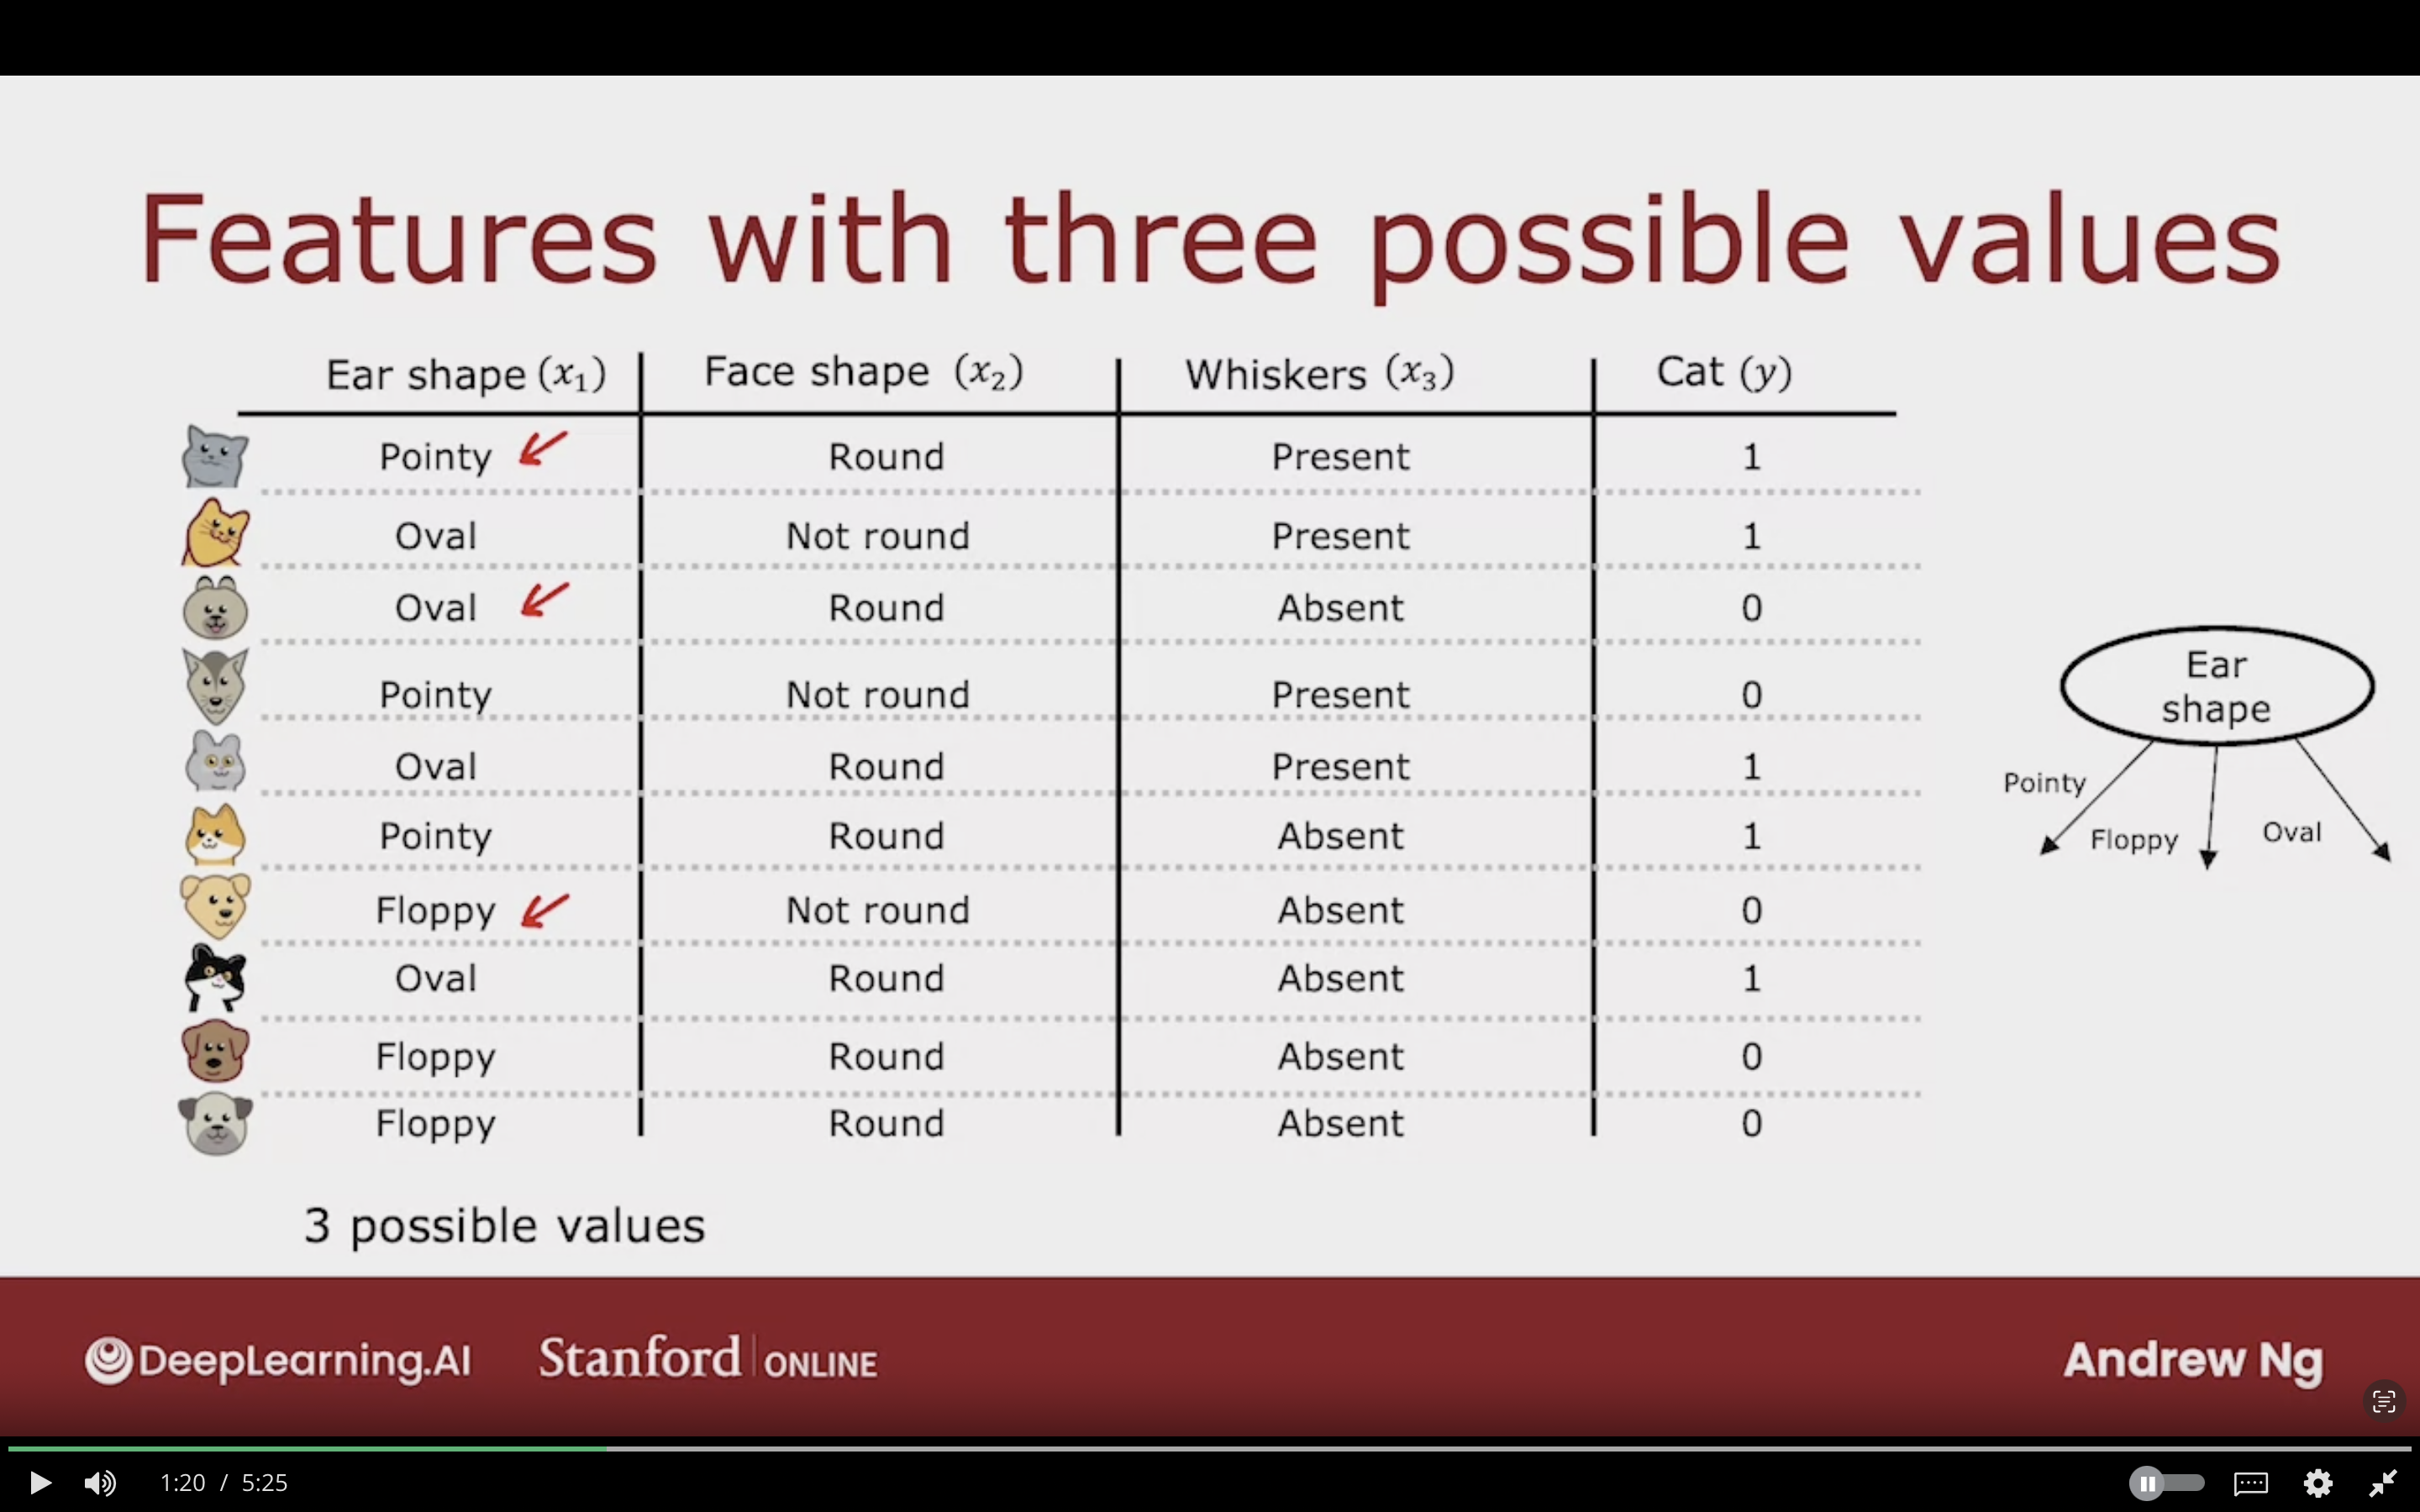 Features with three possible values
Ear shape (x₁) Face shape (x₂) Whiskers (x₃) Cat (y)
Pointy Round Present 1
Oval Not round Present 1
Oval Round Absent 0
Pointy Not round Present 0
Oval Round Present 1
Pointy Round Absent 1
Floppy Not round Absent 0
Oval Round Absent 1
Floppy Round Absent 0
Floppy Round Absent 0
3 possible values
Ear
shape
Pointy
Floppy
Oval
DeepLearning.AI Stanford ONLINE Andrew Ng
1:20 / 5:25